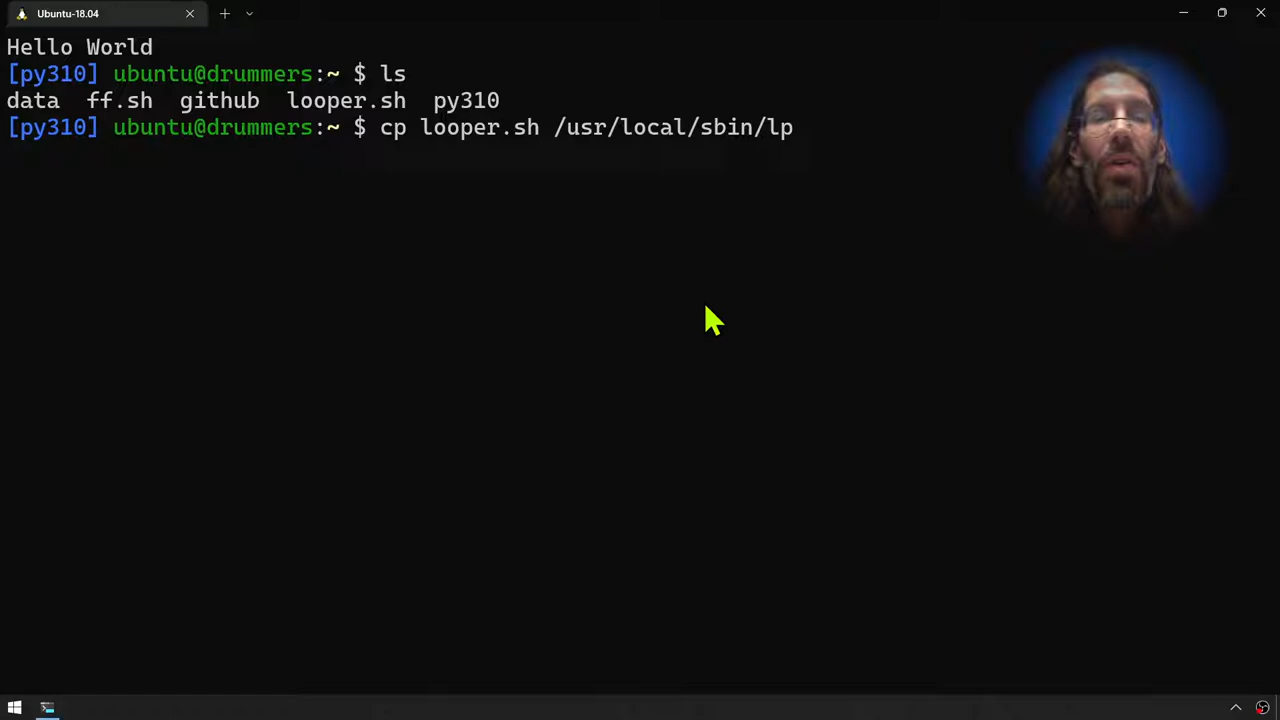 Ubuntu-18.04
Hello World
[py310] ubuntu@drummers:~ $ ls
data  ff.sh  github  looper.sh  py310
[py310] ubuntu@drummers:~ $ cp looper.sh /usr/local/sbin/lp